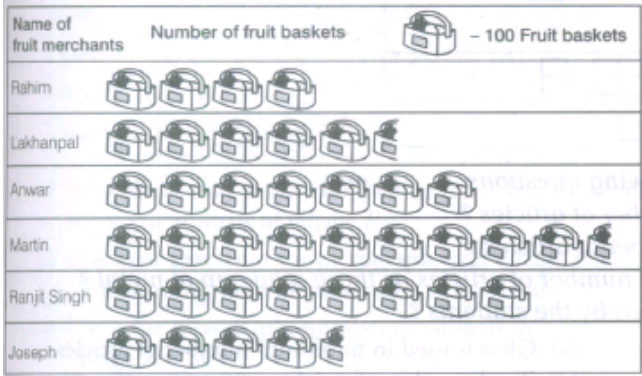 Name of
fruit merchants
Number of fruit baskets
– 100 Fruit baskets
Rahim
Lakhanpal
Anwar
Martin
Ranjit Singh
Joseph